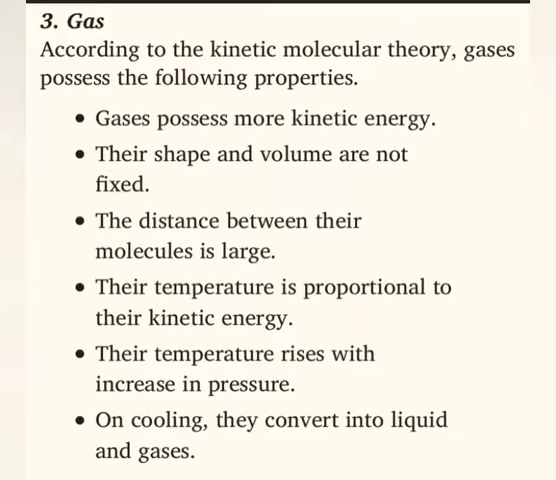 3. Gas
According to the kinetic molecular theory, gases
possess the following properties.
• Gases possess more kinetic energy.
• Their shape and volume are not
fixed.
• The distance between their
molecules is large.
• Their temperature is proportional to
their kinetic energy.
• Their temperature rises with
increase in pressure.
• On cooling, they convert into liquid
and gases.